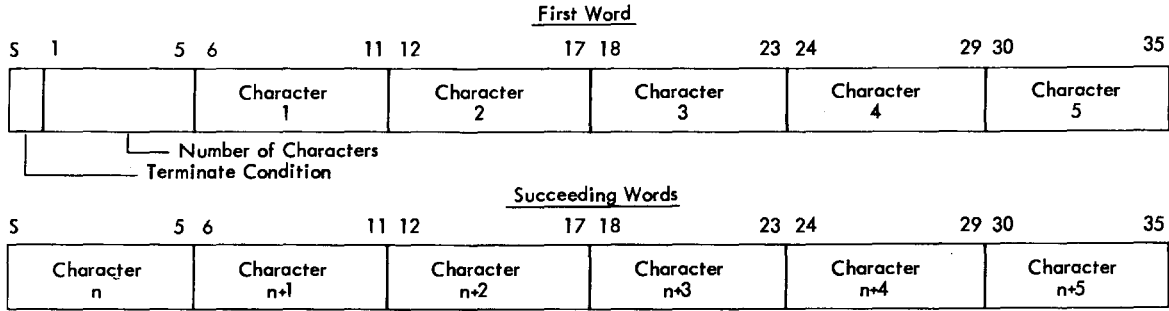 First Word
S 1 5 6 11 12 17 18 23 24 29 30 35
Character Character Character Character Character
1 2 3 4 5
Number of Characters
Terminate Condition
Succeeding Words
S 5 6 11 12 17 18 23 24 29 30 35
Character Character Character Character Character Character
n n+1 n+2 n+3 n+4 n+5